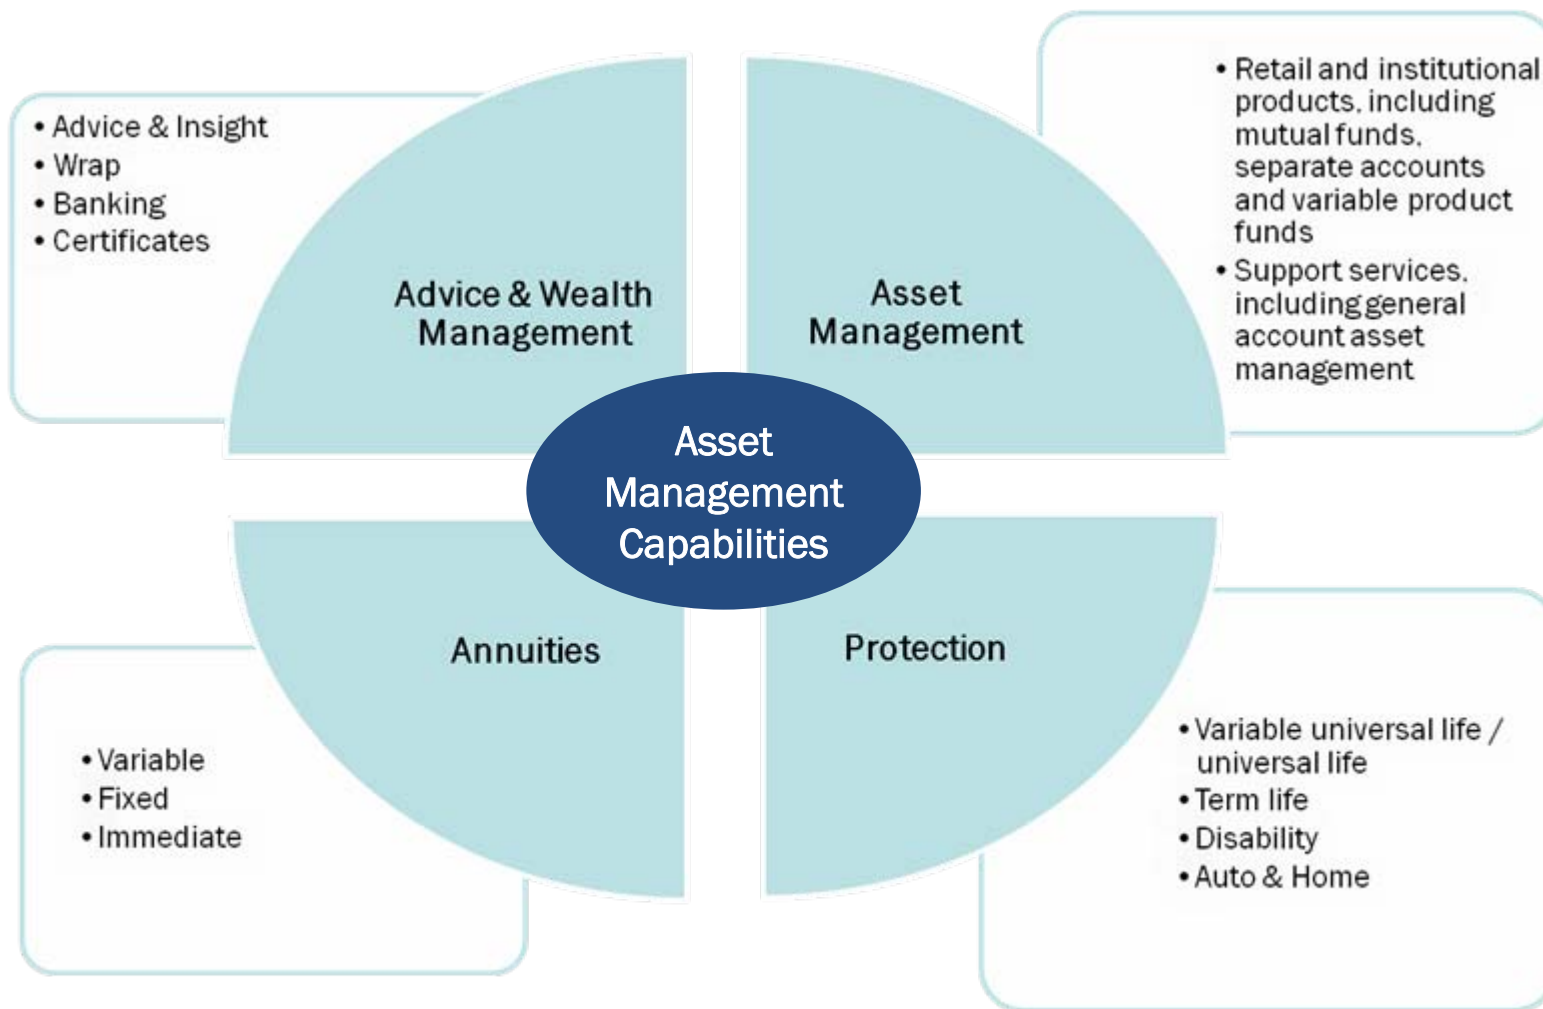 • Advice & Insight
• Wrap
• Banking
• Certificates
Advice & Wealth
Management
Asset
Management
• Retail and institutional
products, including
mutual funds,
separate accounts
and variable product
funds
• Support services,
including general
account asset
management
Asset
Management
Capabilities
Annuities
• Variable
• Fixed
• Immediate
Protection
• Variable universal life /
universal life
• Term life
• Disability
• Auto & Home